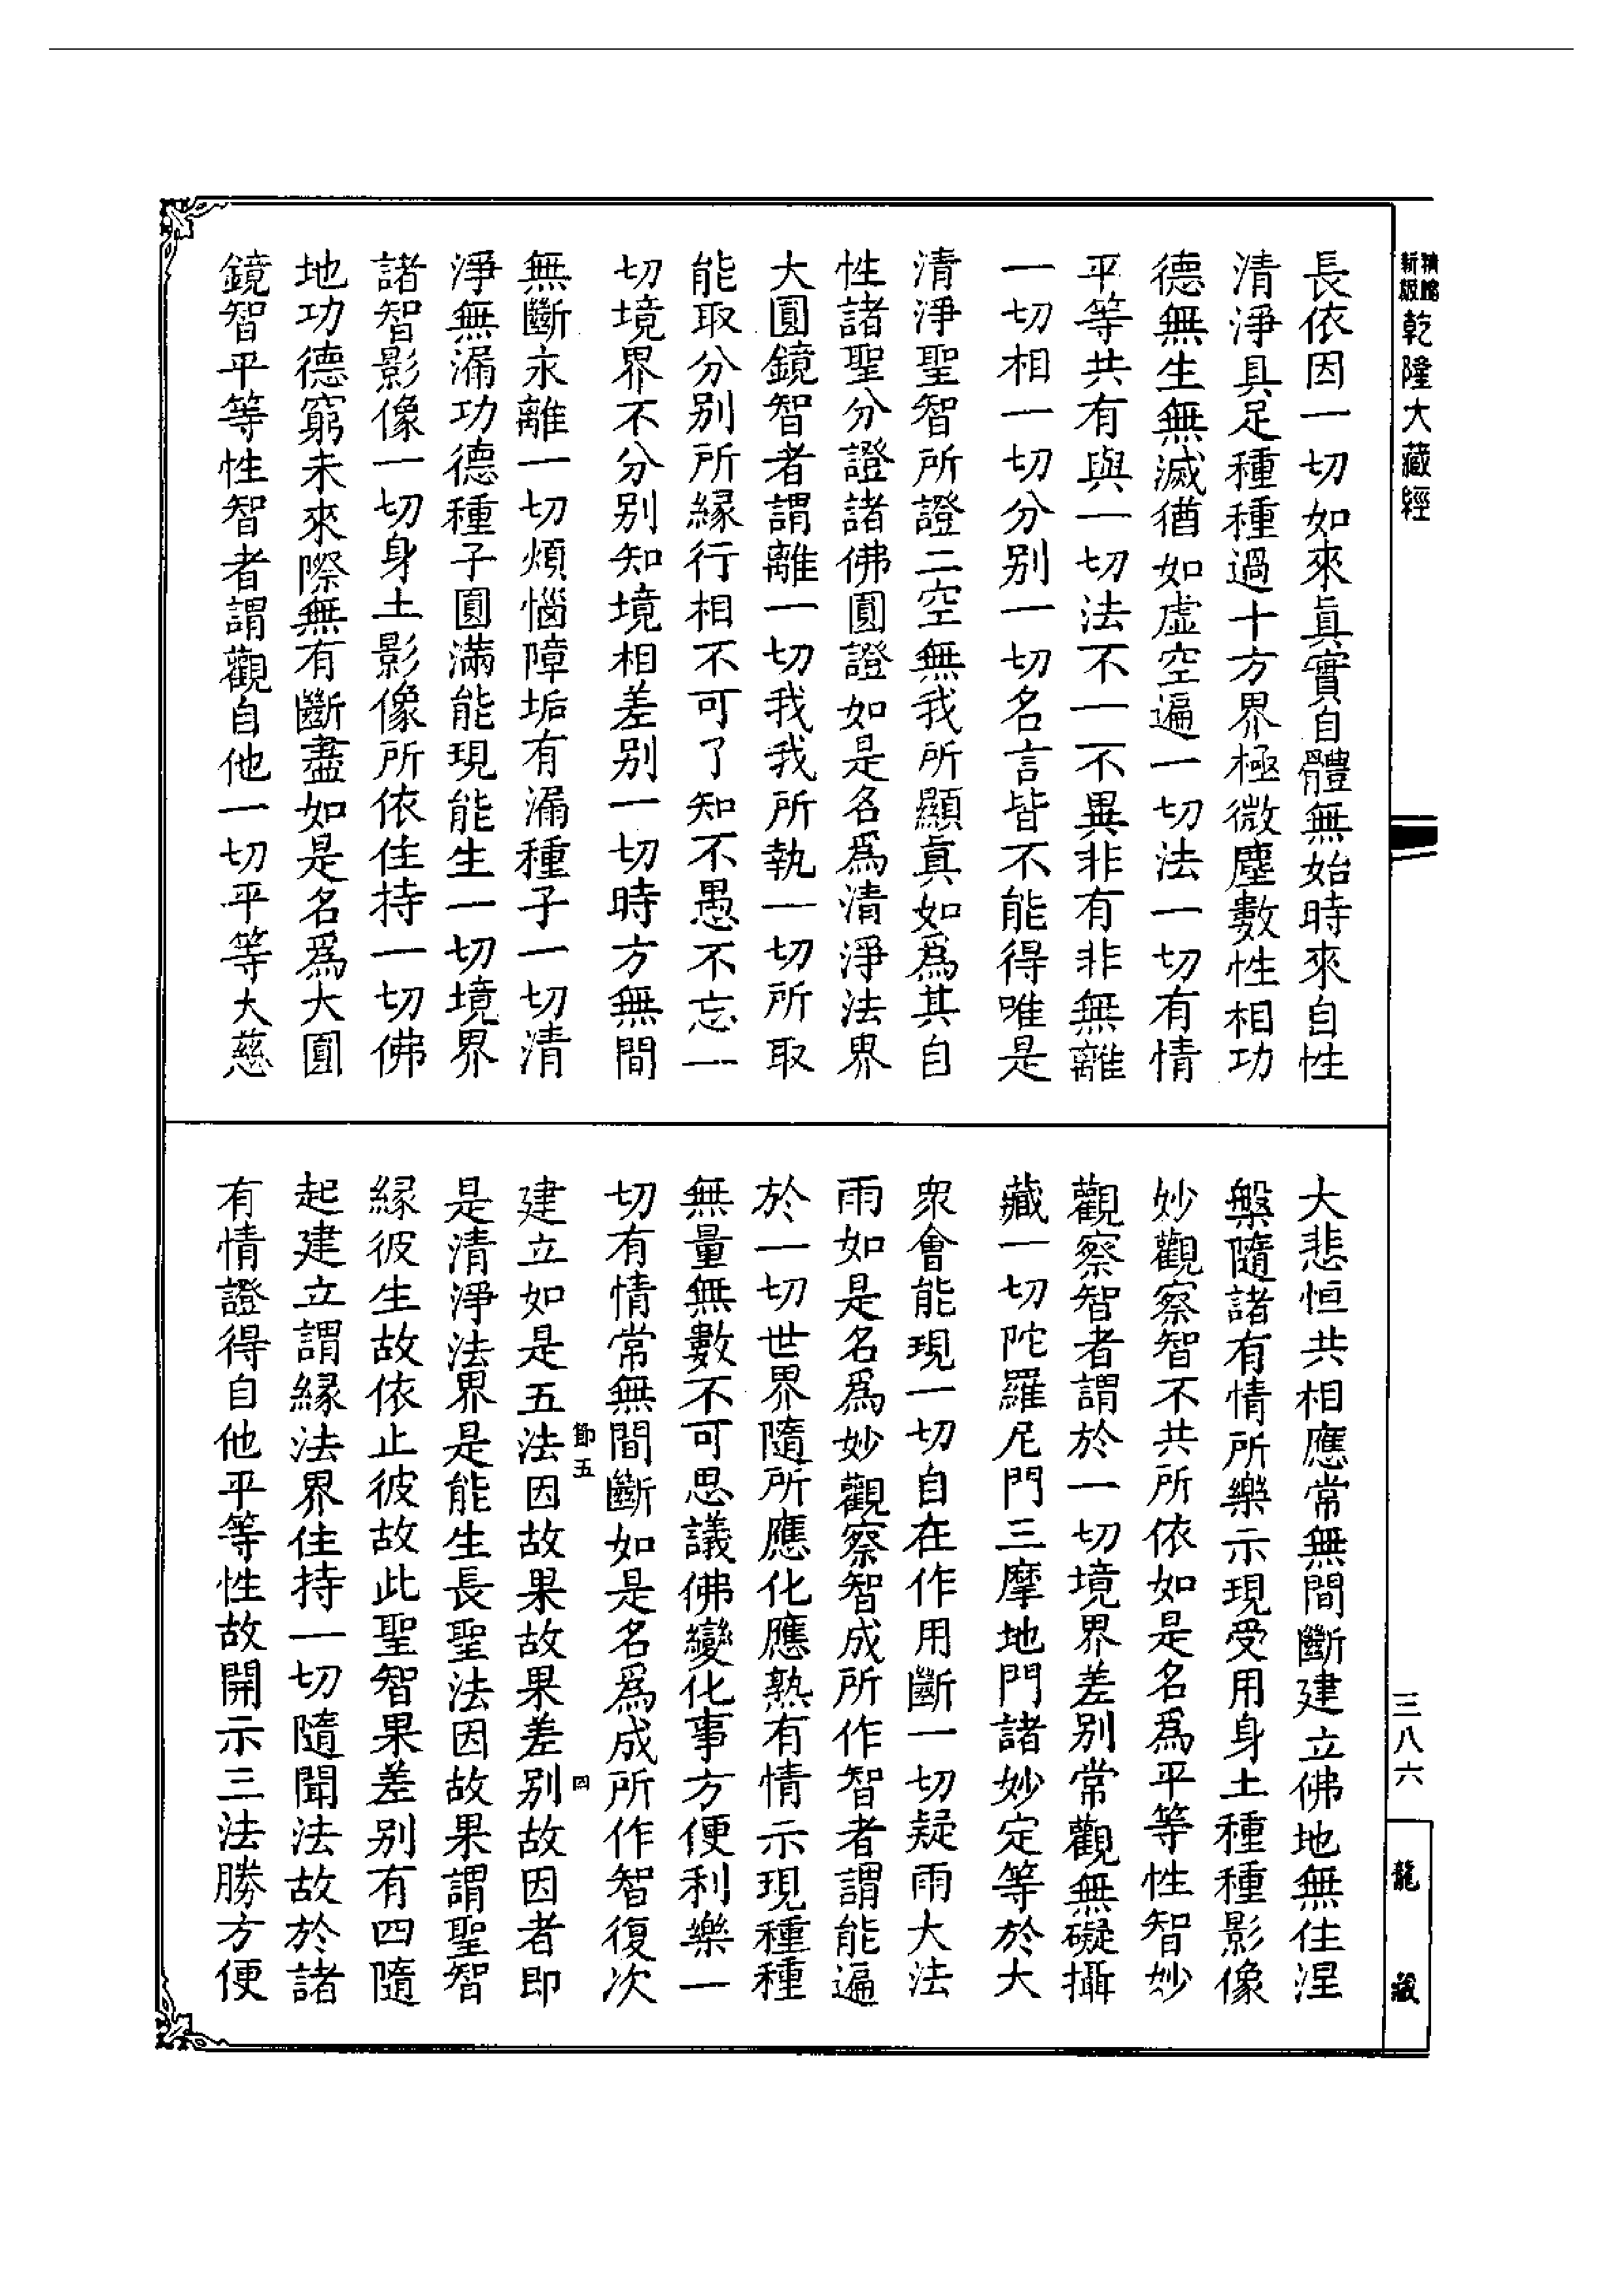 精縮新版乾隆大藏經
長依因一切如來眞實自體無始時來自性
清淨具足種種過十方界極微塵數性相功
德無生無滅猶如虛空遍一切法一切有情
平等共有與一切法不一不異非有非無離
一切相一切分別一切名言皆不能得唯是
清淨聖智所證二空無我所顯眞如爲其自
性諸聖分證諸佛圓證如是名爲清淨法界
大圓鏡智者謂離一切我我所執一切所取
能取分別所緣行相不可了知不愚不忘一
切境界不分別知境相差別一切時方無間
無斷永離一切煩惱障垢有漏種子一切清
淨無漏功德種子圓滿能現能生一切境界
諸智影像一切身土影像所依住持一切佛
地功德窮未來際無有斷盡如是名爲大圓
鏡智平等性智者謂觀自他一切平等大慈
大悲恒共相應常無間斷建立佛地無住涅
槃隨諸有情所樂示現受用身土種種影像
妙觀察智不共所依如是名爲平等性智妙
觀察智者謂於一切境界差別常觀無礙攝
藏一切陀羅尼門三摩地門諸妙定等於大
衆會能現一切自在作用斷一切疑雨大法
雨如是名爲妙觀察智成所作智者謂能遍
於一切世界隨所應化應熟有情示現種種
無量無數不可思議佛變化事方便利樂一
切有情常無間斷如是名爲成所作智復次
節五 四
建立如是五法因故果故果差別故因者即
是清淨法界是能生長聖法因故果謂聖智
緣彼生故依止彼故此聖智果差別有四隨
起建立謂緣法界住持一切隨聞法故於諸
有情證得自他平等性故開示三法勝方便
三八六
龍藏